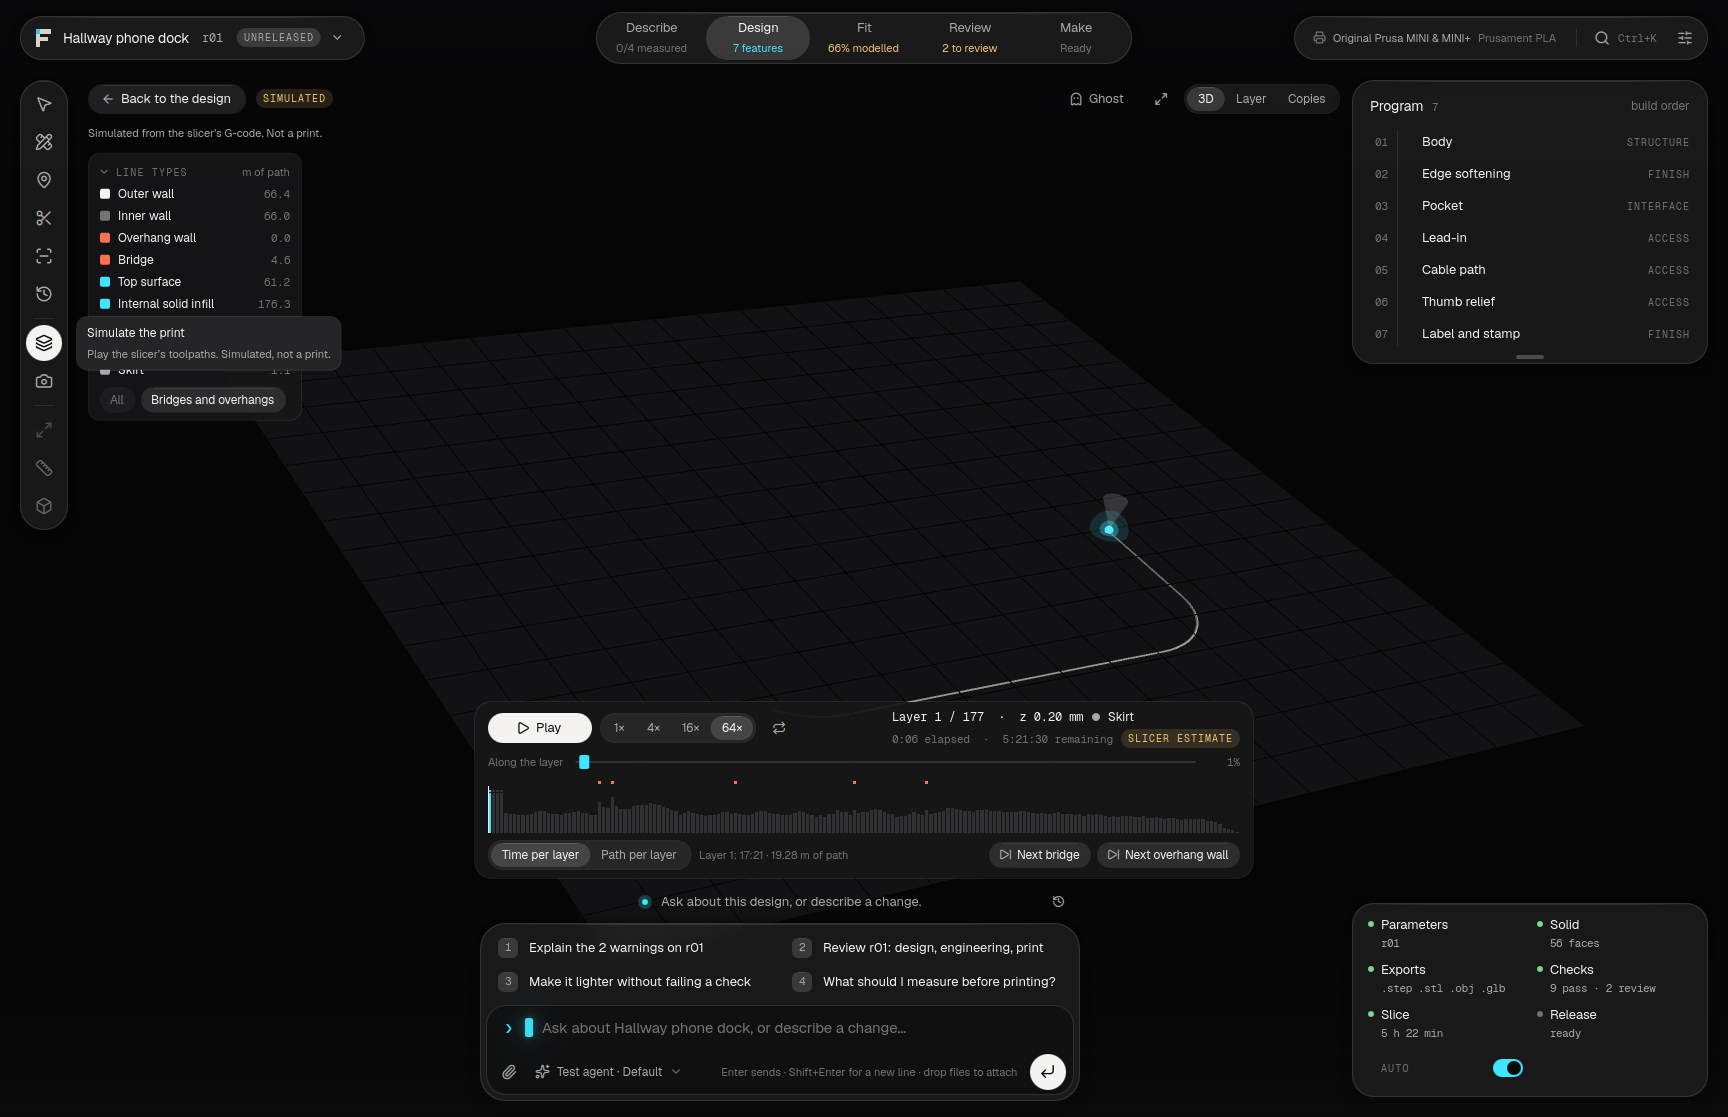 Hallway phone dock r01 UNRELEASED
Describe
0/4 measured
Design
7 features
Fit
66% modelled
Review
2 to review
Make
Ready
Original Prusa MINI & MINI+ Prusament PLA
Ctrl+K
Back to the design SIMULATED
Simulated from the slicer's G-code. Not a print.
LINE TYPES m of path
Outer wall 66.4
Inner wall 66.0
Overhang wall 0.0
Bridge 4.6
Top surface 61.2
Internal solid infill 176.3
Simulate the print
Play the slicer's toolpaths. Simulated, not a print.
Skirt 1.1
All Bridges and overhangs
Ghost
3D Layer Copies
Program 7 build order
01 Body STRUCTURE
02 Edge softening FINISH
03 Pocket INTERFACE
04 Lead-in ACCESS
05 Cable path ACCESS
06 Thumb relief ACCESS
07 Label and stamp FINISH
Play 1× 4× 16× 64×
Layer 1 / 177 · z 0.20 mm Skirt
0:06 elapsed · 5:21:30 remaining SLICER ESTIMATE
Along the layer 1%
Time per layer Path per layer Layer 1: 17:21 · 19.28 m of path Next bridge Next overhang wall
Ask about this design, or describe a change.
1 Explain the 2 warnings on r01
2 Review r01: design, engineering, print
3 Make it lighter without failing a check
4 What should I measure before printing?
Ask about Hallway phone dock, or describe a change...
Test agent · Default Enter sends · Shift+Enter for a new line · drop files to attach
Parameters
r01
Solid
56 faces
Exports
.step .stl .obj .glb
Checks
9 pass · 2 review
Slice
5 h 22 min
Release
ready
AUTO